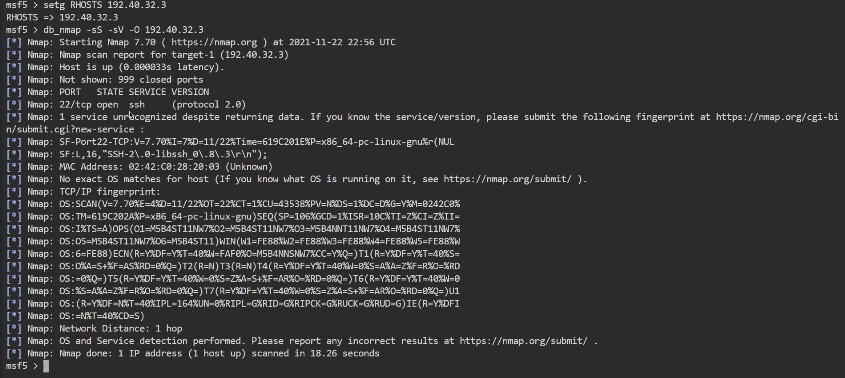 msf5 > setg RHOSTS 192.40.32.3
RHOSTS => 192.40.32.3
msf5 > db_nmap -sS -sV -O 192.40.32.3
[*] Nmap: Starting Nmap 7.70 ( https://nmap.org ) at 2021-11-22 22:56 UTC
[*] Nmap: Nmap scan report for target-1 (192.40.32.3)
[*] Nmap: Host is up (0.000033s latency).
[*] Nmap: Not shown: 999 closed ports
[*] Nmap: PORT   STATE SERVICE VERSION
[*] Nmap: 22/tcp open  ssh     (protocol 2.0)
[*] Nmap: 1 service unrecognized despite returning data. If you know the service/version, please submit the following fingerprint at https://nmap.org/cgi-bi
n/submit.cgi?new-service :
[*] Nmap: SF-Port22-TCP:V=7.70%I=7%D=11/22%Time=619C201E%P=x86_64-pc-linux-gnu%r(NUL
[*] Nmap: SF:L,16,"SSH-2\.0-libssh_0\.8\.3\r\n");
[*] Nmap: MAC Address: 02:42:C0:28:20:03 (Unknown)
[*] Nmap: No exact OS matches for host (If you know what OS is running on it, see https://nmap.org/submit/ ).
[*] Nmap: TCP/IP fingerprint:
[*] Nmap: OS:SCAN(V=7.70%E=4%D=11/22%OT=22%CT=1%CU=43538%PV=N%DS=1%DC=D%G=Y%M=0242C0%
[*] Nmap: OS:TM=619C202A%P=x86_64-pc-linux-gnu)SEQ(SP=106%GCD=1%ISR=10C%TI=Z%CI=Z%II=
[*] Nmap: OS:I%TS=A)OPS(O1=M5B4ST11NW7%O2=M5B4ST11NW7%O3=M5B4NNT11NW7%O4=M5B4ST11NW7%
[*] Nmap: OS:O5=M5B4ST11NW7%O6=M5B4ST11)WIN(W1=FE88%W2=FE88%W3=FE88%W4=FE88%W5=FE88%W
[*] Nmap: OS:6=FE88)ECN(R=Y%DF=Y%T=40%W=FAF0%O=M5B4NNSNW7%CC=Y%Q=)T1(R=Y%DF=Y%T=40%S=
[*] Nmap: OS:O%A=S+%F=AS%RD=0%Q=)T2(R=N)T3(R=N)T4(R=Y%DF=Y%T=40%W=0%S=A%A=Z%F=R%O=%RD
[*] Nmap: OS:=0%Q=)T5(R=Y%DF=Y%T=40%W=0%S=Z%A=S+%F=AR%O=%RD=0%Q=)T6(R=Y%DF=Y%T=40%W=0
[*] Nmap: OS:%S=A%A=Z%F=R%O=%RD=0%Q=)T7(R=Y%DF=Y%T=40%W=0%S=Z%A=S+%F=AR%O=%RD=0%Q=)U1
[*] Nmap: OS:(R=Y%DF=N%T=40%IPL=164%UN=0%RIPL=G%RID=G%RIPCK=G%RUCK=G%RUD=G)IE(R=Y%DFI
[*] Nmap: OS:=N%T=40%CD=S)
[*] Nmap: Network Distance: 1 hop
[*] Nmap: OS and Service detection performed. Please report any incorrect results at https://nmap.org/submit/ .
[*] Nmap: Nmap done: 1 IP address (1 host up) scanned in 18.26 seconds
msf5 >